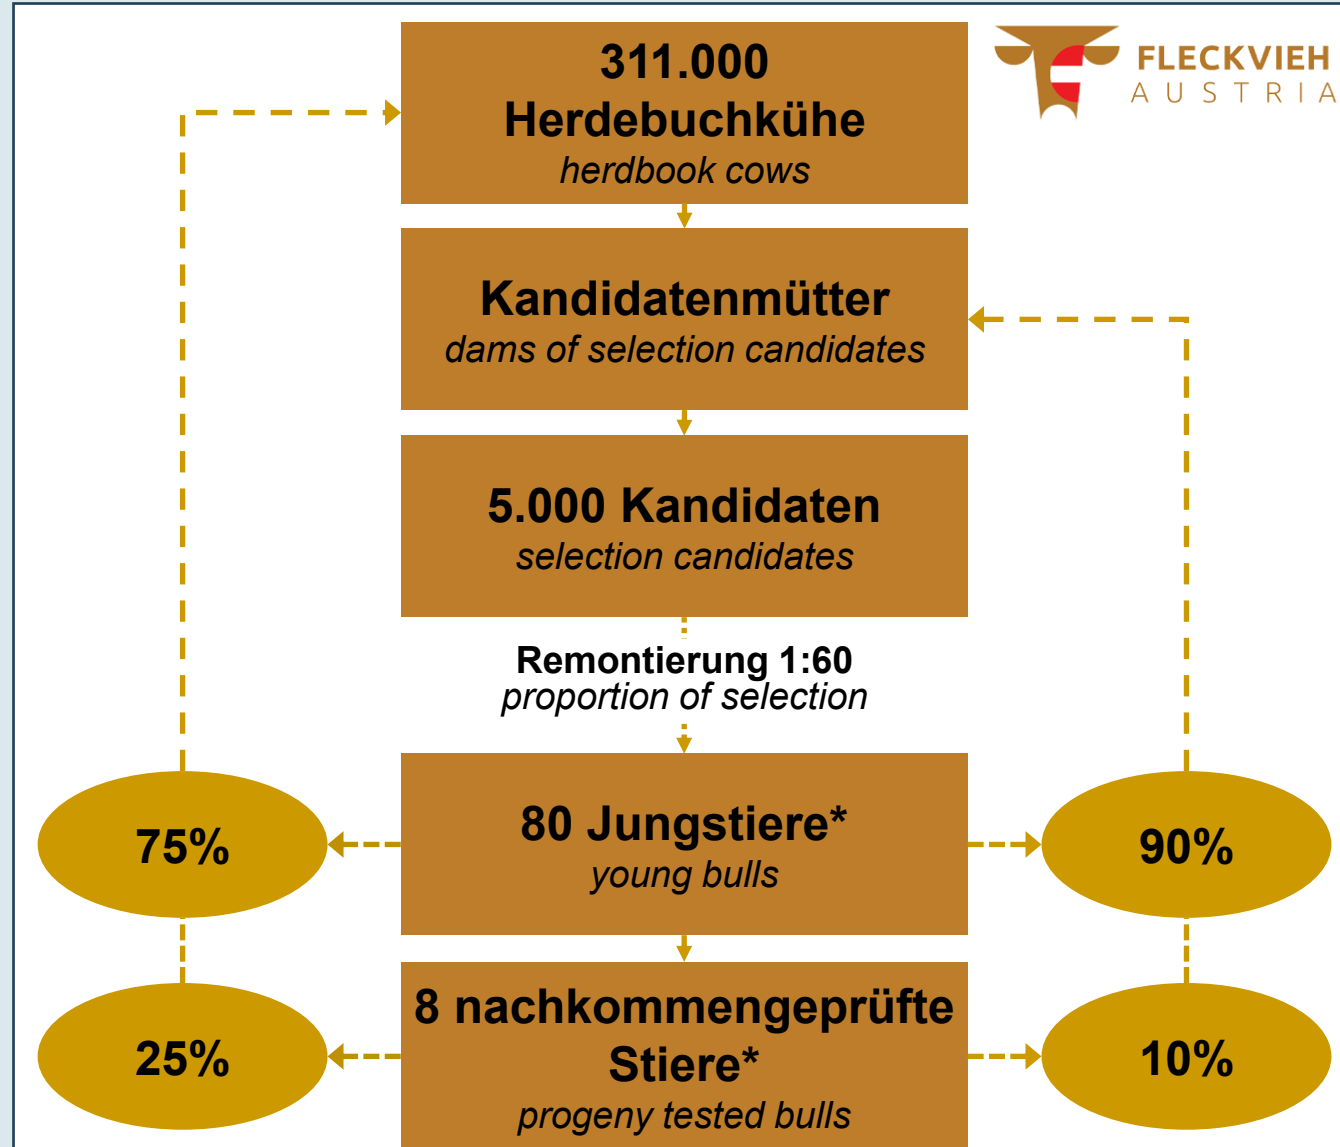 311.000
Herdebuchkühe
herdbook cows
FLECKVIEH
AUSTRIA
Kandidatenmütter
dams of selection candidates
5.000 Kandidaten
selection candidates
Remontierung 1:60
proportion of selection
75%
80 Jungstiere*
young bulls
90%
25%
8 nachkommengeprüfte
Stiere*
progeny tested bulls
10%